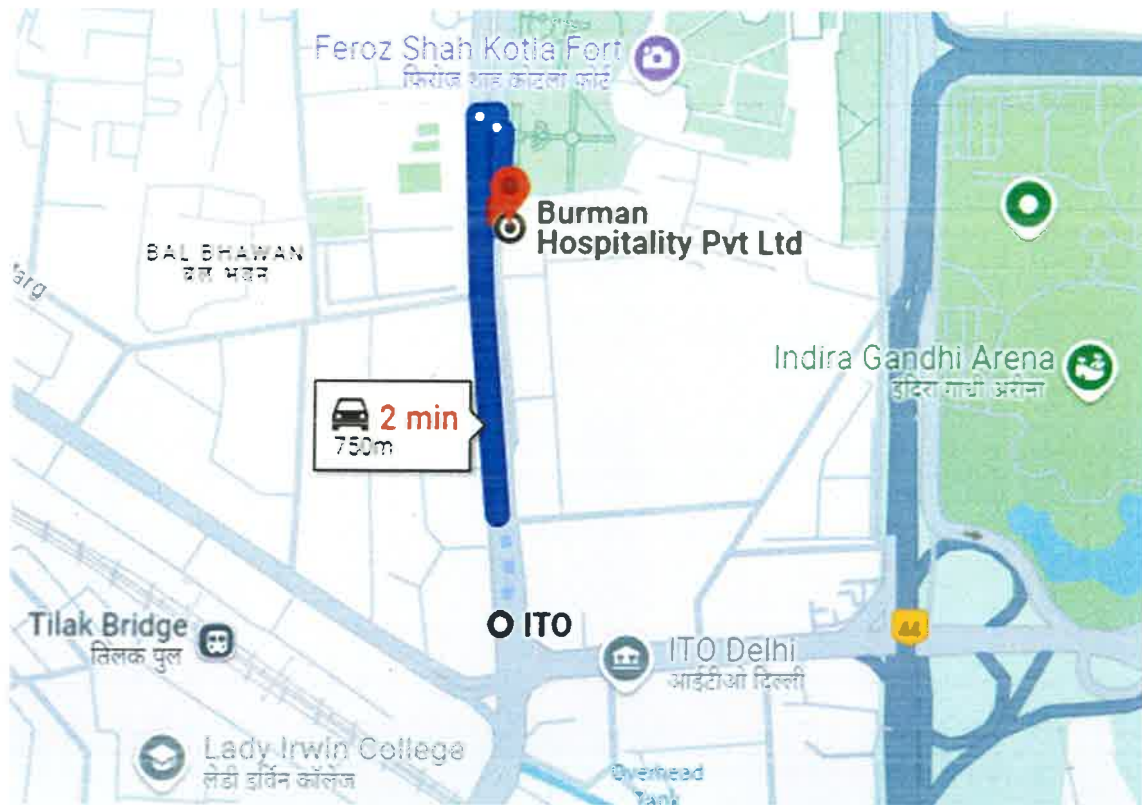 Feroz Shah Kotla Fort
फिरोज शाह कोटला फोर्ट
Burman
Hospitality Pvt Ltd
BAL BHAWAN
बाल भवन
arg
Indira Gandhi Arena
इंदिरा गांधी अरीना
2 min
750m
ITO
44
Tilak Bridge
तिलक पुल
ITO Delhi
आईटीओ दिल्ली
Lady Irwin College
लेडी इर्विन कॉलेज
Overhead
Tank